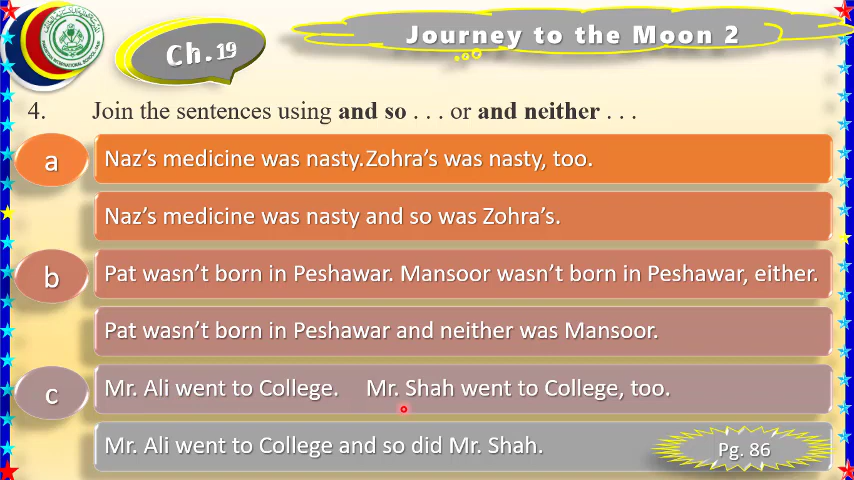 Ch.19
Journey to the Moon 2
4. Join the sentences using and so . . . or and neither . . .
a
Naz's medicine was nasty. Zohra's was nasty, too.
Naz's medicine was nasty and so was Zohra's.
b
Pat wasn't born in Peshawar. Mansoor wasn't born in Peshawar, either.
Pat wasn't born in Peshawar and neither was Mansoor.
c
Mr. Ali went to College. Mr. Shah went to College, too.
Mr. Ali went to College and so did Mr. Shah.
Pg. 86